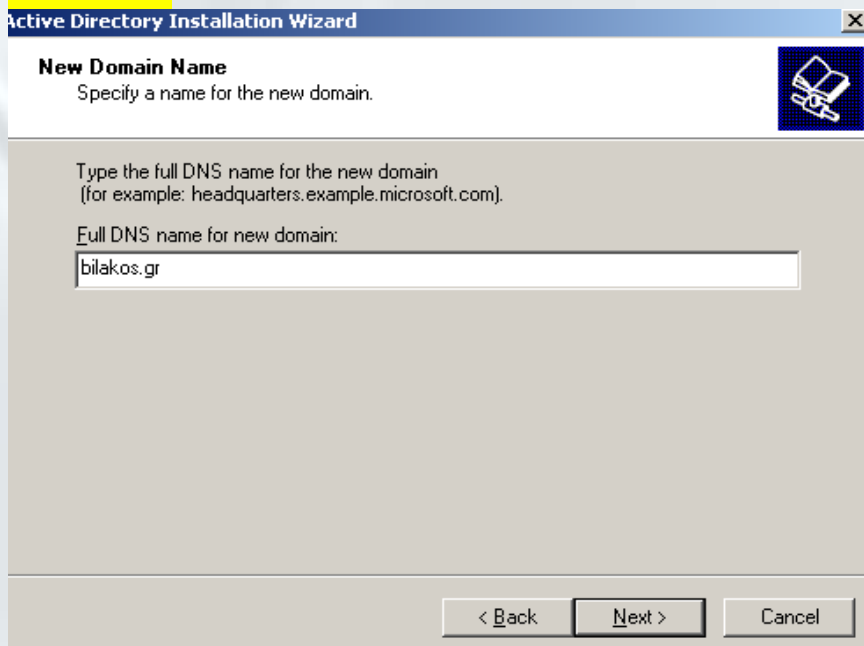 Active Directory Installation Wizard
New Domain Name
Specify a name for the new domain.
Type the full DNS name for the new domain
(for example: headquarters.example.microsoft.com).
Full DNS name for new domain:
bilakos.gr
< Back Next > Cancel